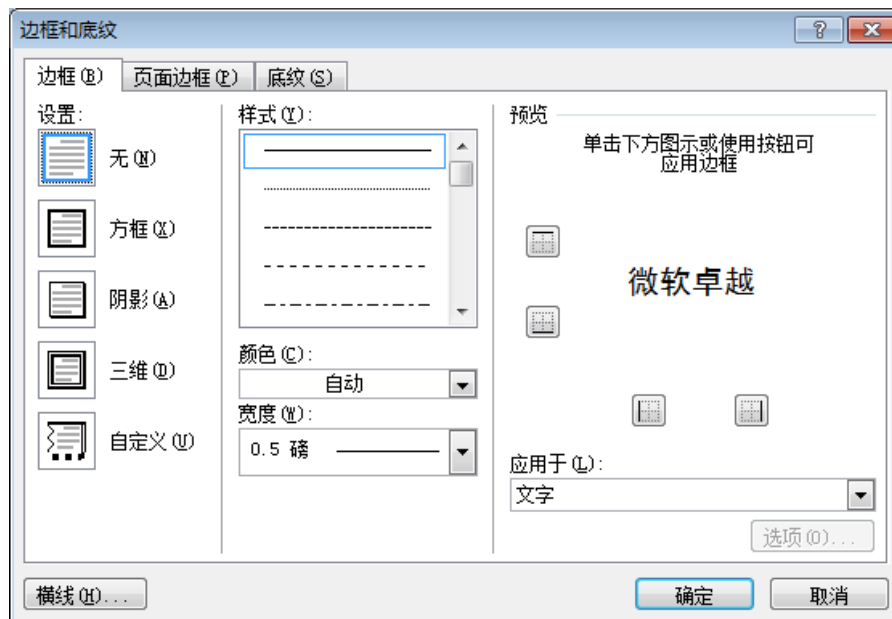 边框和底纹
边框(B)
页面边框(P)
底纹(S)
设置:
无(N)
方框(X)
阴影(A)
三维(D)
自定义(U)
样式(Y):
颜色(C):
自动
宽度(W):
0.5 磅
预览
单击下方图示或使用按钮可
应用边框
微软卓越
应用于(L):
文字
选项(O)...
横线(H)...
确定
取消